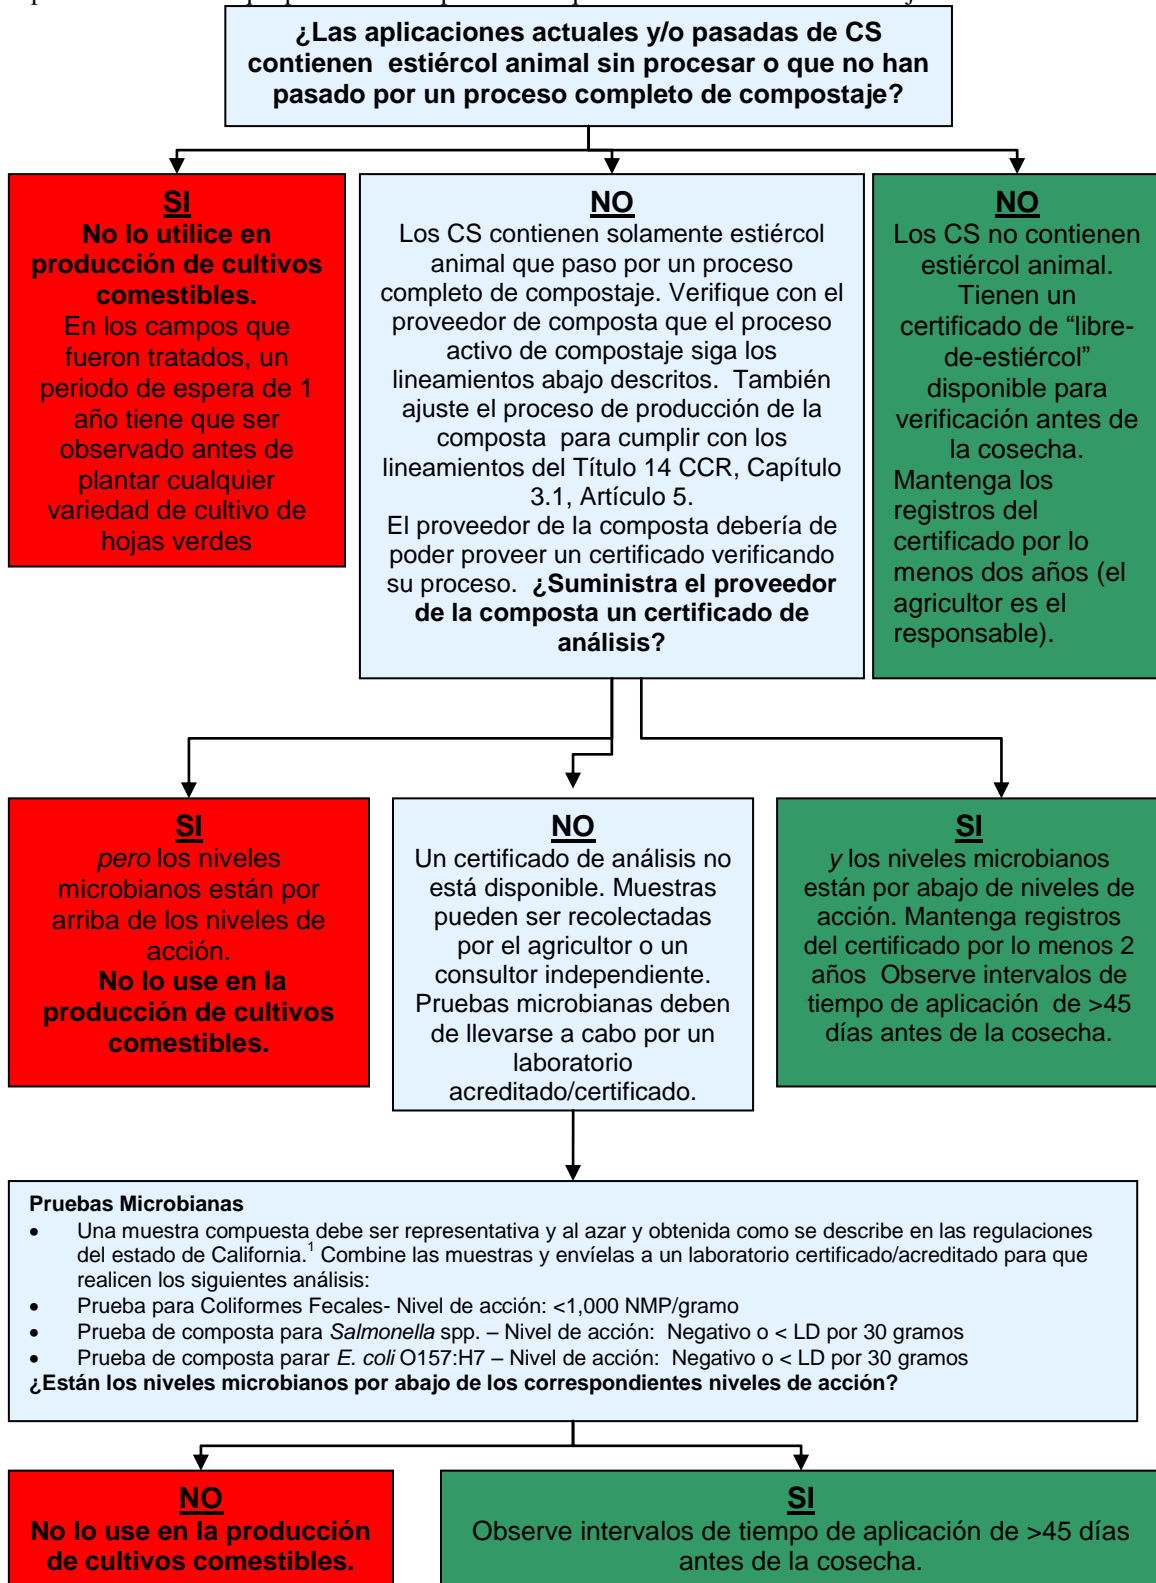 ¿Las aplicaciones actuales y/o pasadas de CS
contienen estiércol animal sin procesar o que no han
pasado por un proceso completo de compostaje?
SI
No lo utilice en
producción de cultivos
comestibles.
En los campos que
fueron tratados, un
periodo de espera de 1
año tiene que ser
observado antes de
plantar cualquier
variedad de cultivo de
hojas verdes
NO
Los CS contienen solamente estiércol
animal que paso por un proceso
completo de compostaje. Verifique con el
proveedor de composta que el proceso
activo de compostaje siga los
lineamientos abajo descritos. También
ajuste el proceso de producción de la
composta para cumplir con los
lineamientos del Título 14 CCR, Capítulo
3.1, Artículo 5.
El proveedor de la composta debería de
poder proveer un certificado verificando
su proceso. ¿Suministra el proveedor
de la composta un certificado de
análisis?
NO
Los CS no contienen
estiércol animal.
Tienen un
certificado de “libre-
de-estiércol”
disponible para
verificación antes de
la cosecha.
Mantenga los
registros del
certificado por lo
menos dos años (el
agricultor es el
responsable).
SI
pero los niveles
microbianos están por
arriba de los niveles de
acción.
No lo use en la
producción de cultivos
comestibles.
NO
Un certificado de análisis no
está disponible. Muestras
pueden ser recolectadas
por el agricultor o un
consultor independiente.
Pruebas microbianas deben
de llevarse a cabo por un
laboratorio
acreditado/certificado.
SI
y los niveles microbianos
están por abajo de niveles de
acción. Mantenga registros
del certificado por lo menos 2
años Observe intervalos de
tiempo de aplicación de >45
días antes de la cosecha.
Pruebas Microbianas
• Una muestra compuesta debe ser representativa y al azar y obtenida como se describe en las regulaciones
del estado de California.¹ Combine las muestras y envíelas a un laboratorio certificado/acreditado para que
realicen los siguientes análisis:
• Prueba para Coliformes Fecales- Nivel de acción: <1,000 NMP/gramo
• Prueba de composta para Salmonella spp. – Nivel de acción: Negativo o < LD por 30 gramos
• Prueba de composta parar E. coli O157:H7 – Nivel de acción: Negativo o < LD por 30 gramos
¿Están los niveles microbianos por abajo de los correspondientes niveles de acción?
NO
No lo use en la producción
de cultivos comestibles.
SI
Observe intervalos de tiempo de aplicación de >45 días
antes de la cosecha.